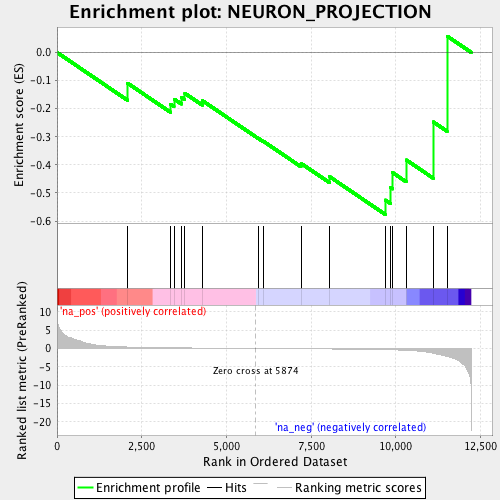 Enrichment plot: NEURON_PROJECTION
Enrichment score (ES)
0.0
-0.1
-0.2
-0.3
-0.4
-0.5
-0.6
'na_pos' (positively correlated)
Ranked list metric (PreRanked)
10
5
0
-5
-10
-15
-20
Zero cross at 5874
'na_neg' (negatively correlated)
0
2,500
5,000
7,500
10,000
12,500
Rank in Ordered Dataset
Enrichment profile
Hits
Ranking metric scores